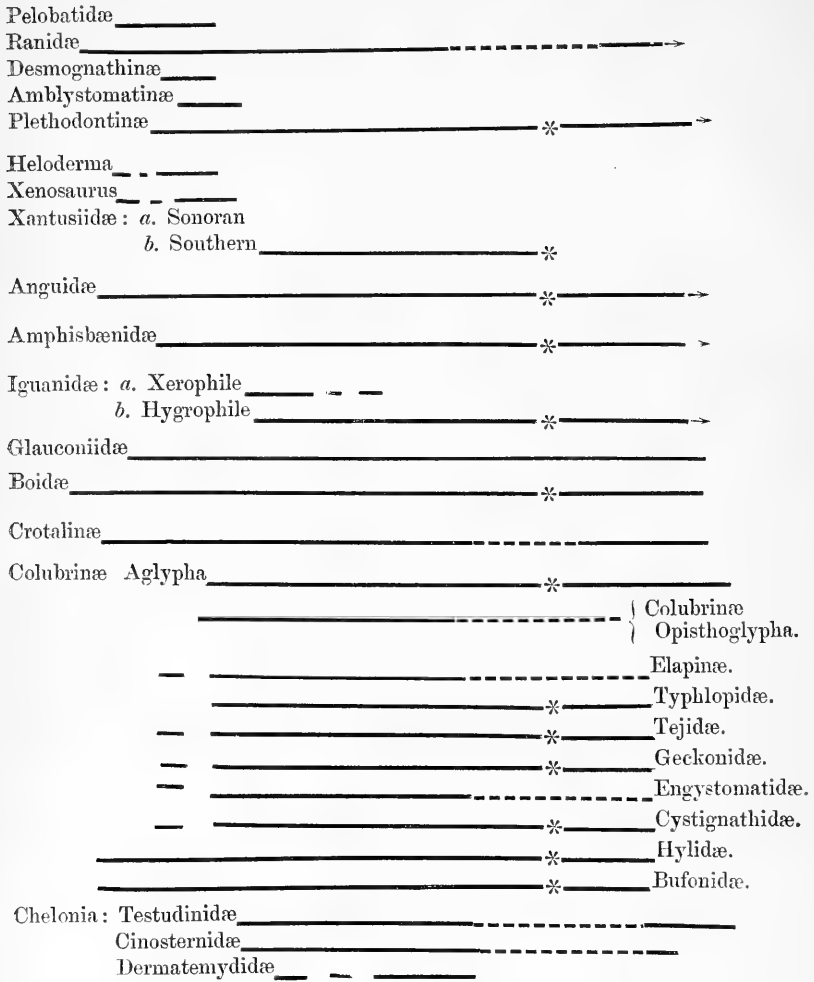 Pelobatidæ
Ranidæ
Desmognathinæ
Amblystomatinæ
Plethodontinæ
Heloderma
Xenosaurus
Xantusiidæ : a. Sonoran
b. Southern
Anguidæ
Amphisbænidæ
Iguanidæ : a. Xerophile
b. Hygrophile
Glauconiidæ
Boidæ
Crotalinæ
Colubrinæ Aglypha
Colubrinæ
Opisthoglypha.
Elapinæ.
Typhlopidæ.
Tejidæ.
Geckonidæ.
Engystomatidæ.
Cystignathidæ.
Hylidæ.
Bufonidæ.
Chelonia : Testudinidæ
Cinosternidæ
Dermatemydidæ